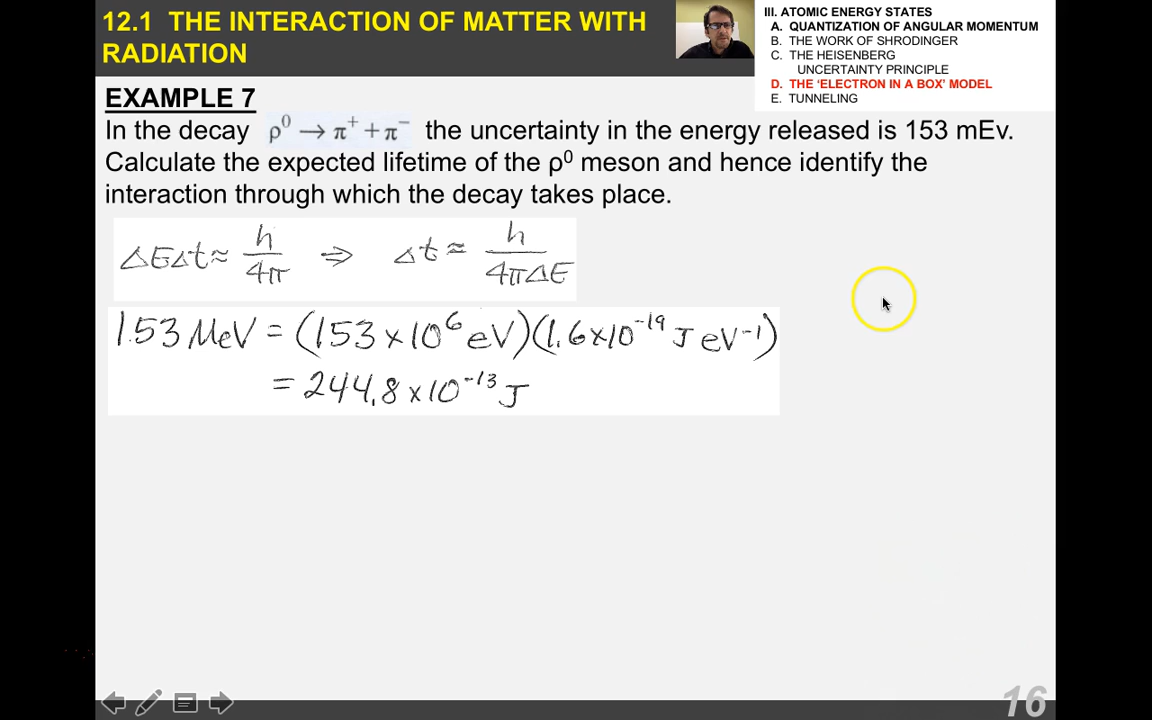 12.1 THE INTERACTION OF MATTER WITH
RADIATION
III. ATOMIC ENERGY STATES
A. QUANTIZATION OF ANGULAR MOMENTUM
B. THE WORK OF SHRODINGER
C. THE HEISENBERG
UNCERTAINTY PRINCIPLE
D. THE ‘ELECTRON IN A BOX’ MODEL
E. TUNNELING
EXAMPLE 7
In the decay ρ⁰ → π⁺ + π⁻ the uncertainty in the energy released is 153 mEv.
Calculate the expected lifetime of the ρ⁰ meson and hence identify the
interaction through which the decay takes place.
ΔEΔt ≈ h/4π ⇒ Δt ≈ h/4πΔE
1.53 MeV = (153 x 10⁶ eV)(1.6x10⁻¹⁹ J eV⁻¹)
= 244.8 x 10⁻¹³ J
16